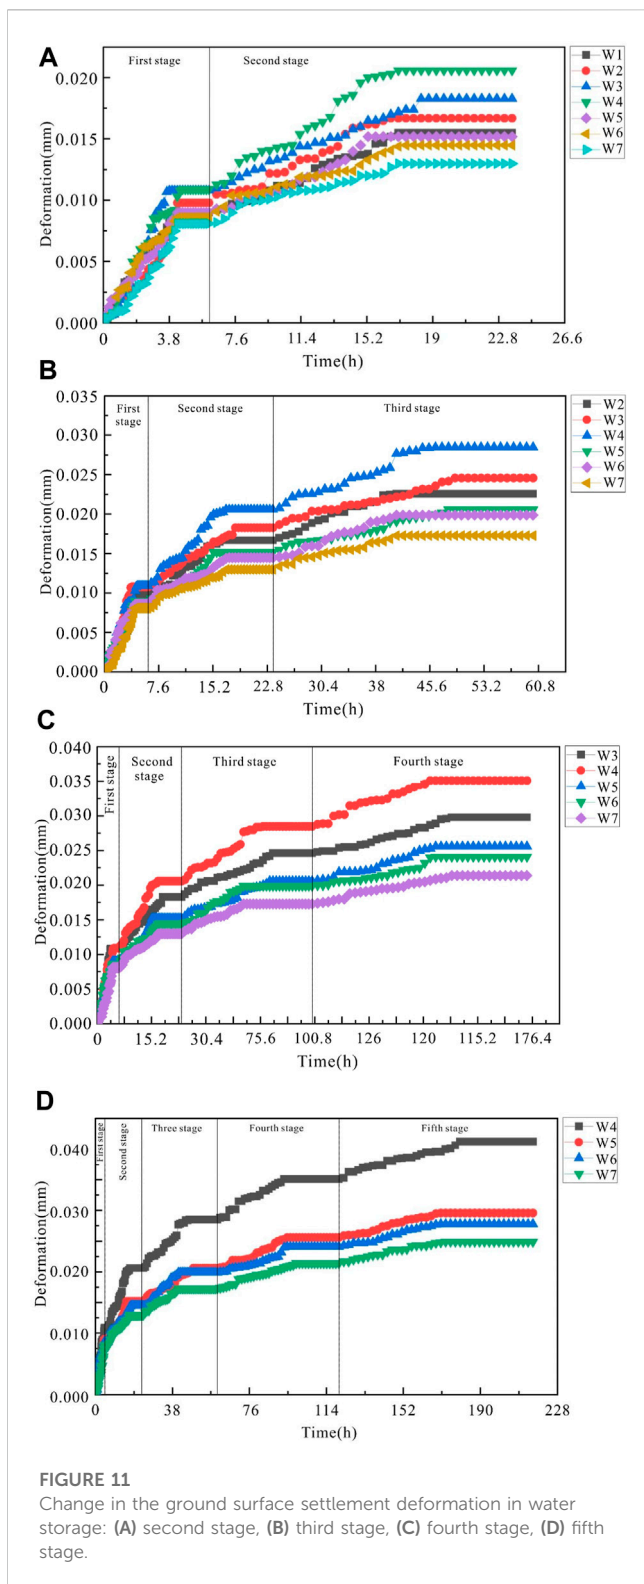 A
First stage
Second stage
W1
W2
W3
W4
W5
W6
W7
Deformation(mm)
0.020
0.015
0.010
0.005
0.000
0 3.8 7.6 11.4 15.2 19 22.8 26.6
Time(h)
B
First
stage
Second stage
Third stage
W2
W3
W4
W5
W6
W7
Deformation(mm)
0.035
0.030
0.025
0.020
0.015
0.010
0.005
0.000
0 7.6 15.2 22.8 30.4 38 45.6 53.2 60.8
Time(h)
C
First stage
Second
stage
Third stage
Fourth stage
W3
W4
W5
W6
W7
Deformation(mm)
0.040
0.035
0.030
0.025
0.020
0.015
0.010
0.005
0.000
0 15.2 30.4 75.6 100.8 126 120 115.2 176.4
Time(h)
D
First stage
Second stage
Three stage
Fourth stage
Fifth stage
W4
W5
W6
W7
Deformation(mm)
0.040
0.030
0.020
0.010
0.000
0 38 76 114 152 190 228
Time(h)
FIGURE 11
Change in the ground surface settlement deformation in water
storage: (A) second stage, (B) third stage, (C) fourth stage, (D) fifth
stage.